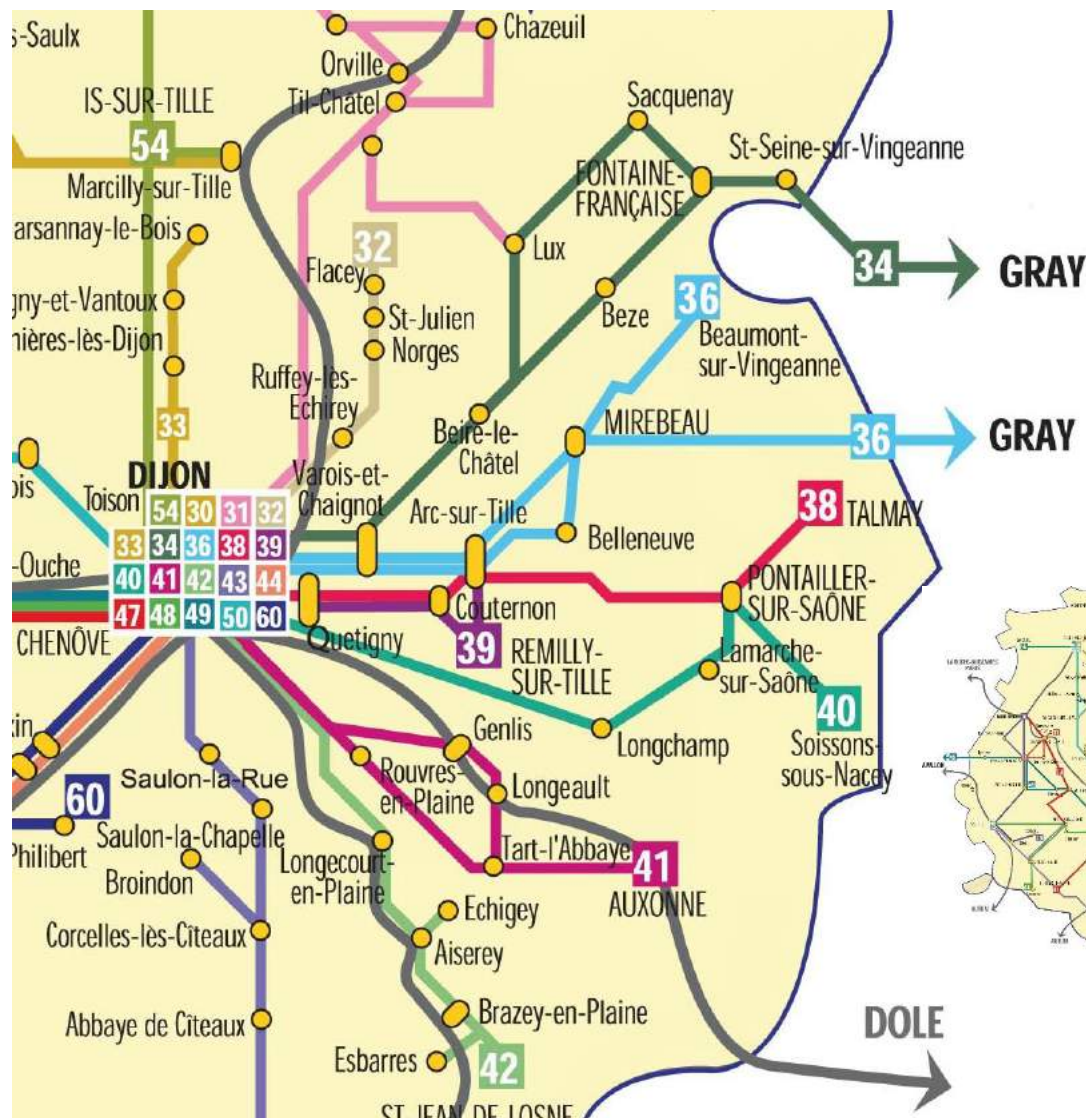 s-Saulx
Chazeuil
Orville
Til-Châtel
IS-SUR-TILLE
54
Marcilly-sur-Tille
Sacquenay
St-Seine-sur-Vingeanne
FONTAINE-
FRANÇAISE
arsannay-le-Bois
32
Flacey
Lux
34
GRAY
gny-et-Vantoux
St-Julien
Beze
36
Beaumont-
sur-Vingeanne
nières-lès-Dijon
Norges
Ruffey-lès-
Echirey
33
Beire-le-
Châtel
MIREBEAU
36
GRAY
ois
DIJON
Toison
Varois-et-
Chaignot
Arc-sur-Tille
Belleneuve
38
TALMAY
54 30 31 32
33 34 36 38 39
40 41 42 43 44
47 48 49 50 60
-Ouche
CHENÔVE
Quetigny
Couternon
39
REMILLY-
SUR-TILLE
PONTAILLER-
SUR-SAÔNE
Lamarche-
sur-Saône
40
Soissons-
sous-Nacey
Longchamp
Genlis
Rouvres-
en-Plaine
Longeault
xin
60
Philibert
Saulon-la-Rue
Saulon-la-Chapelle
Broindon
Longecourt-
en-Plaine
Tart-l'Abbaye
41
AUXONNE
Echigey
Aiserey
Corcelles-lès-Cîteaux
Abbaye de Cîteaux
Brazey-en-Plaine
Esbarres
42
ST JEAN DE LOSNE
DOLE